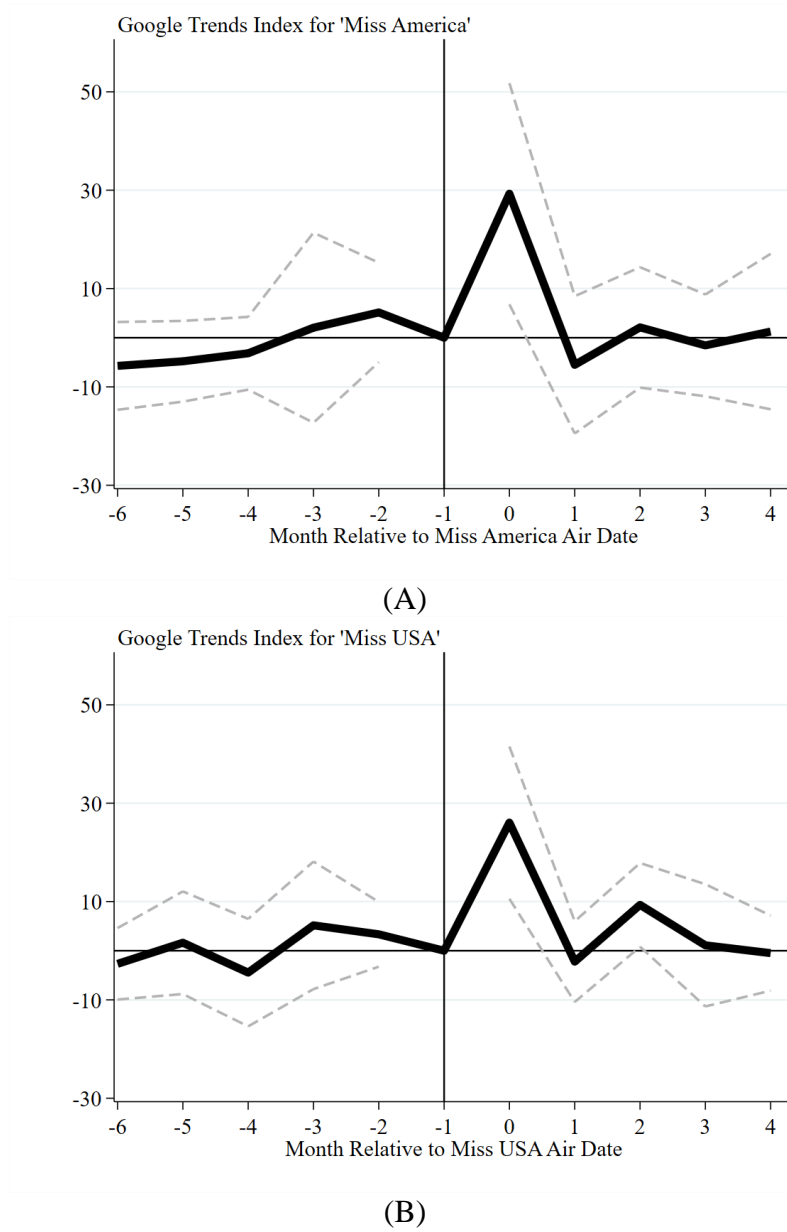 Google Trends Index for 'Miss America'
50
30
10
-10
-30
-6 -5 -4 -3 -2 -1 0 1 2 3 4
Month Relative to Miss America Air Date
(A)
Google Trends Index for 'Miss USA'
50
30
10
-10
-30
-6 -5 -4 -3 -2 -1 0 1 2 3 4
Month Relative to Miss USA Air Date
(B)